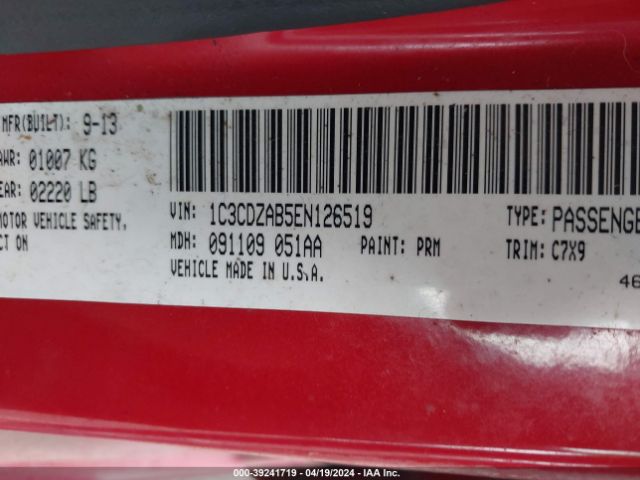 MFR(BUILT): 9-13
AWR: 01007 KG
EAR: 02220 LB
MOTOR VEHICLE SAFETY,
CT ON
VIN: 1C3CDZAB5EN126519 TYPE: PASSENGE
MDH: 091109 051AA PAINT: PRM TRIM: C7X9
VEHICLE MADE IN U.S.A.
46
000-39241719 / 04/19/2024 / IAA Inc.